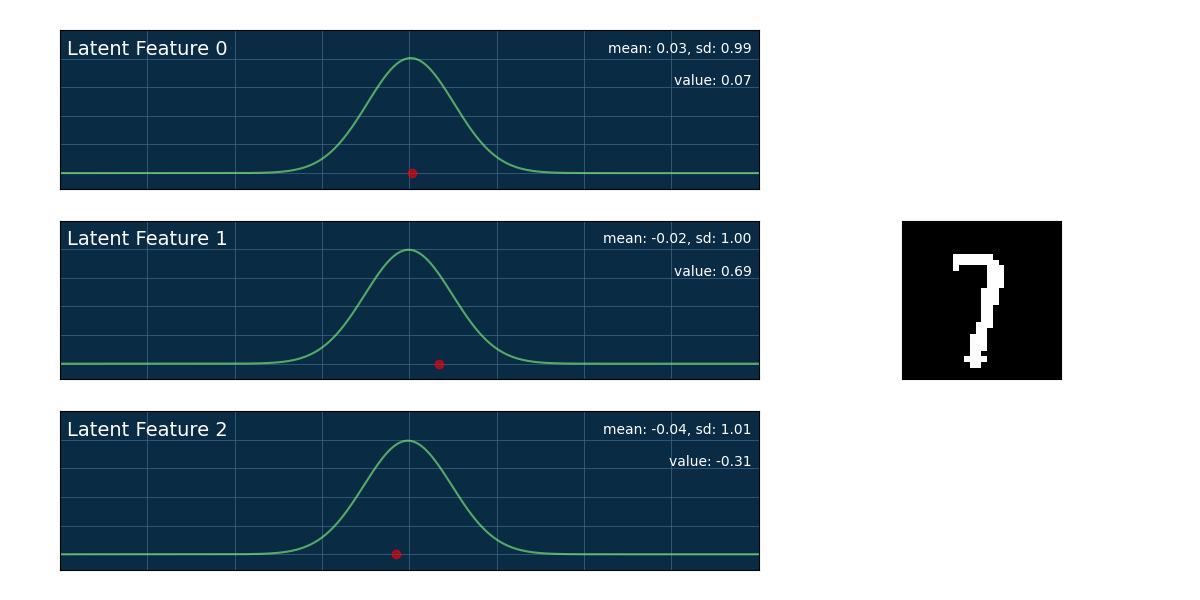 Latent Feature 0
mean: 0.03, sd: 0.99
value: 0.07
Latent Feature 1
mean: -0.02, sd: 1.00
value: 0.69
7
Latent Feature 2
mean: -0.04, sd: 1.01
value: -0.31